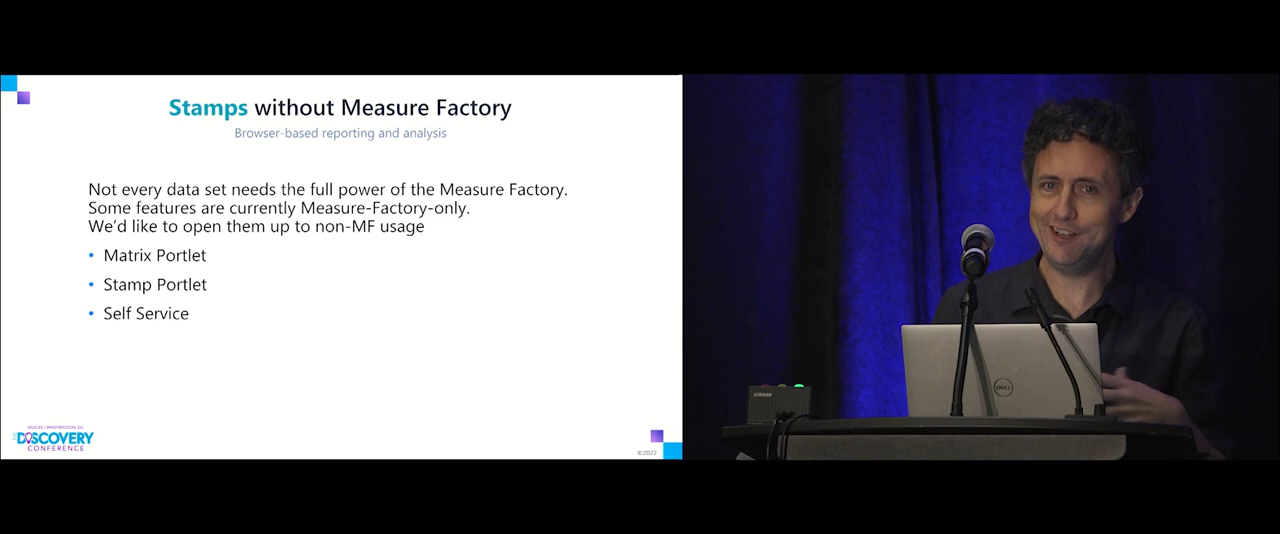 Stamps without Measure Factory
Browser-based reporting and analysis
Not every data set needs the full power of the Measure Factory.
Some features are currently Measure-Factory-only.
We'd like to open them up to non-MF usage
• Matrix Portlet
• Stamp Portlet
• Self Service
DISCOVERY
CONFERENCE
©2022
DELL